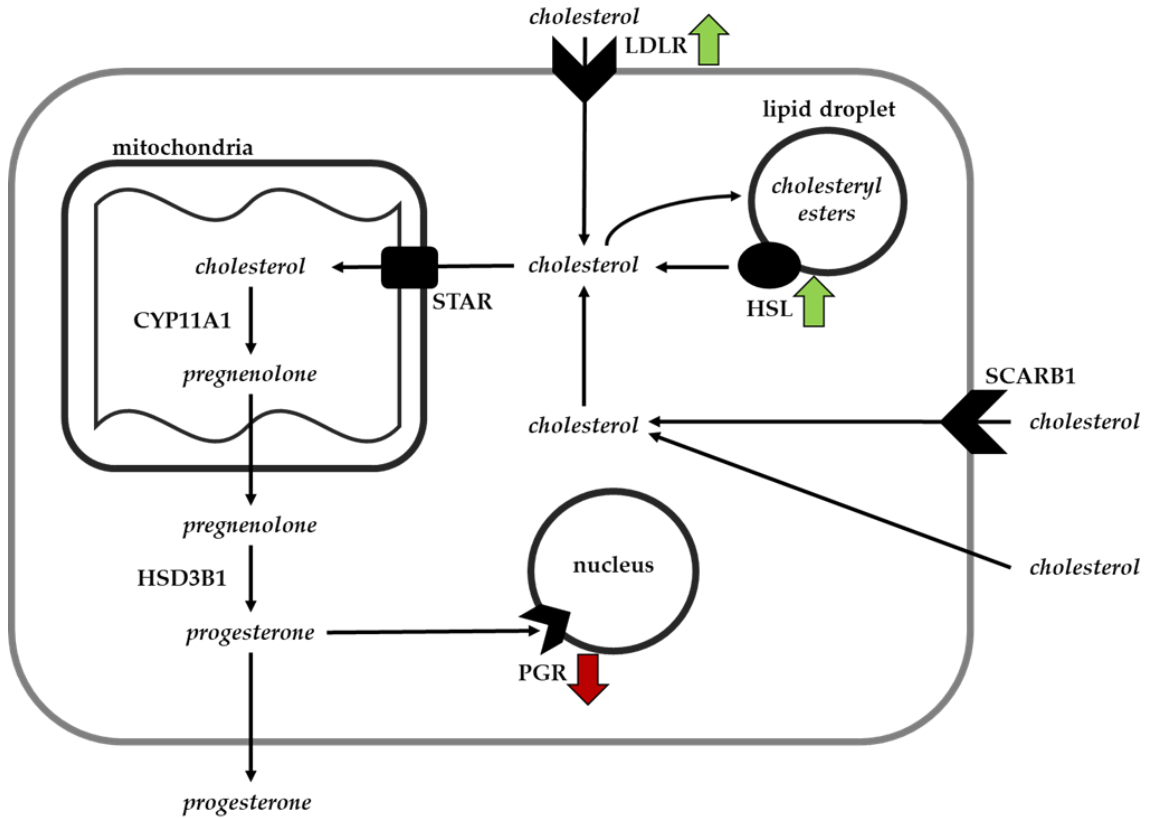 cholesterol
LDLR
lipid droplet
mitochondria
cholesteryl
esters
cholesterol
cholesterol
STAR
HSL
CYP11A1
pregnenolone
SCARB1
cholesterol
cholesterol
pregnenolone
nucleus
HSD3B1
cholesterol
progesterone
PGR
progesterone